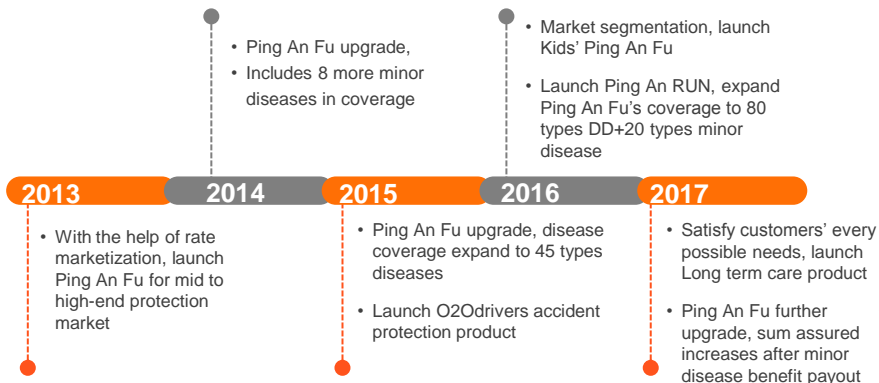 • Ping An Fu upgrade,
• Includes 8 more minor
diseases in coverage
• Market segmentation, launch
Kids' Ping An Fu
• Launch Ping An RUN, expand
Ping An Fu's coverage to 80
types DD+20 types minor
disease
2013
2014
2015
2016
2017
• With the help of rate
marketization, launch
Ping An Fu for mid to
high-end protection
market
• Ping An Fu upgrade, disease
coverage expand to 45 types
diseases
• Launch O2Odrivers accident
protection product
• Satisfy customers' every
possible needs, launch
Long term care product
• Ping An Fu further
upgrade, sum assured
increases after minor
disease benefit payout